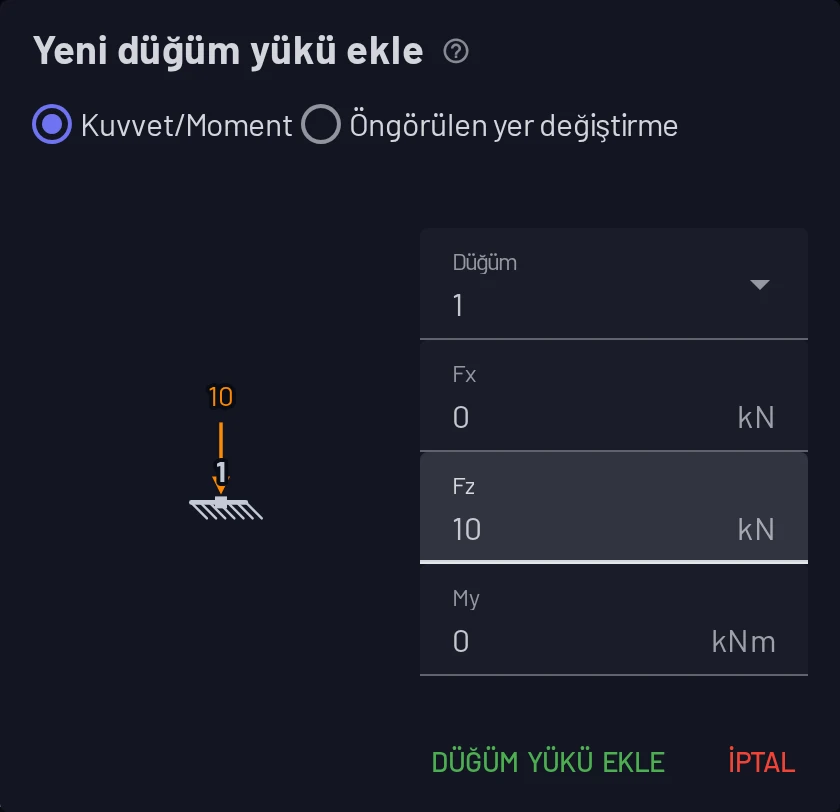 Yeni düğüm yükü ekle ?
Kuvvet/Moment Öngörülen yer değiştirme
Düğüm
1
Fx
0 kN
10
1
Fz
10 kN
My
0 kNm
DÜĞÜM YÜKÜ EKLE İPTAL